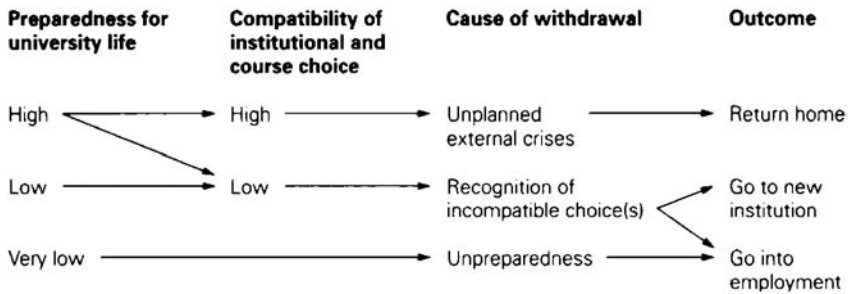 Preparedness for university life
Compatibility of institutional and course choice
Cause of withdrawal
Outcome
High
High
Unplanned external crises
Return home
Low
Low
Recognition of incompatible choice(s)
Go to new institution
Very low
Unpreparedness
Go into employment